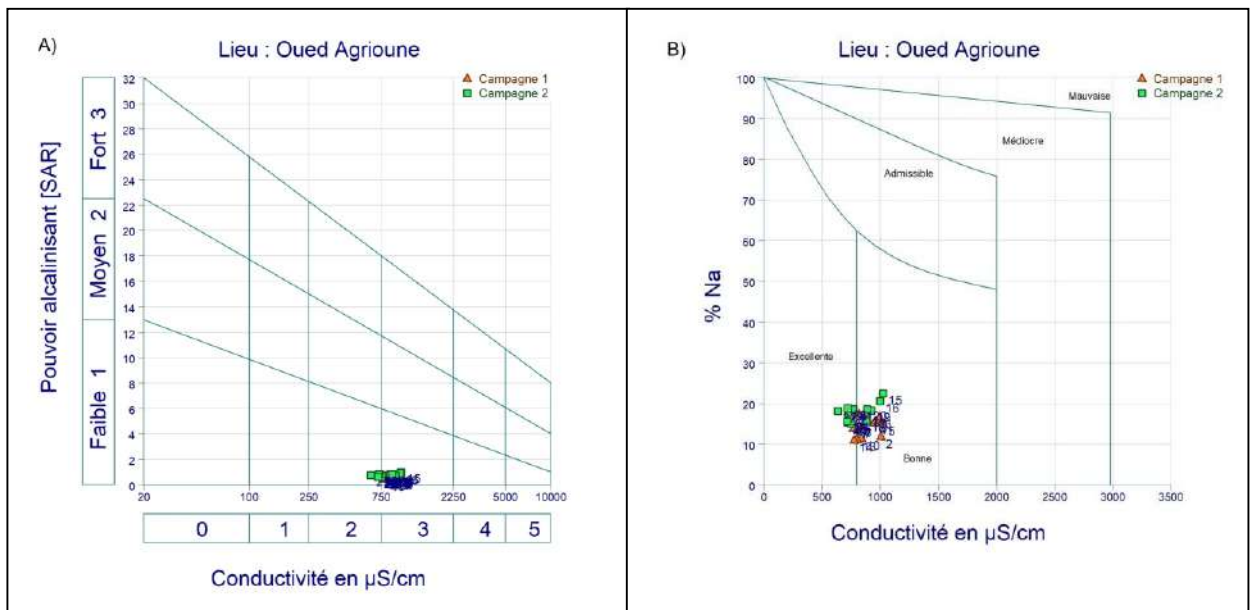 A)
Lieu : Oued Agrioune
Campagne 1
Campagne 2
Pouvoir alcalinisant [SAR]
Fort 3
Moyen 2
Faible 1
32
30
28
26
24
22
20
18
16
14
12
10
8
6
4
2
0
20
100
250
750
2250
5000
10000
0
1
2
3
4
5
Conductivité en µS/cm
B)
Lieu : Oued Agrioune
Campagne 1
Campagne 2
% Na
100
90
80
70
60
50
40
30
20
10
0
Mauvaise
Médiocre
Admissible
Excellente
Bonne
15
16
2
0
500
1000
1500
2000
2500
3000
3500
Conductivité en µS/cm